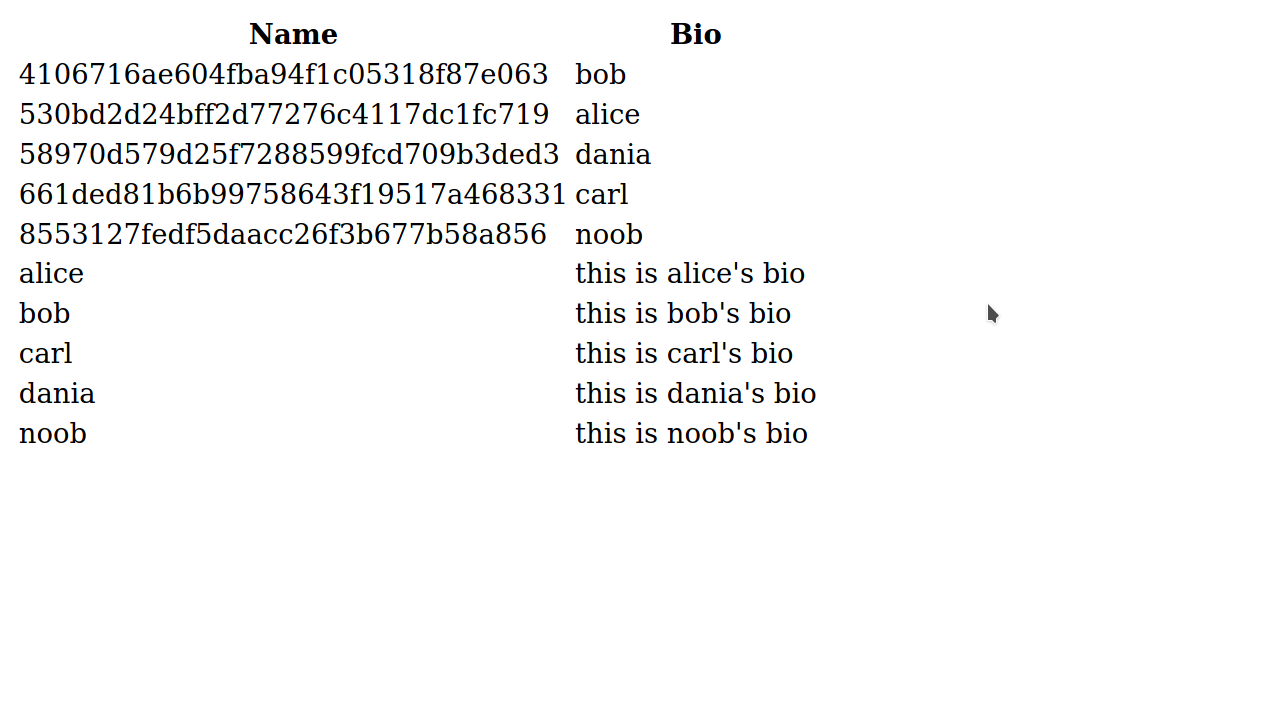 Name Bio
4106716ae604fba94f1c05318f87e063 bob
530bd2d24bff2d77276c4117dc1fc719 alice
58970d579d25f7288599fcd709b3ded3 dania
661ded81b6b99758643f19517a468331 carl
8553127fedf5daacc26f3b677b58a856 noob
alice this is alice's bio
bob this is bob's bio
carl this is carl's bio
dania this is dania's bio
noob this is noob's bio